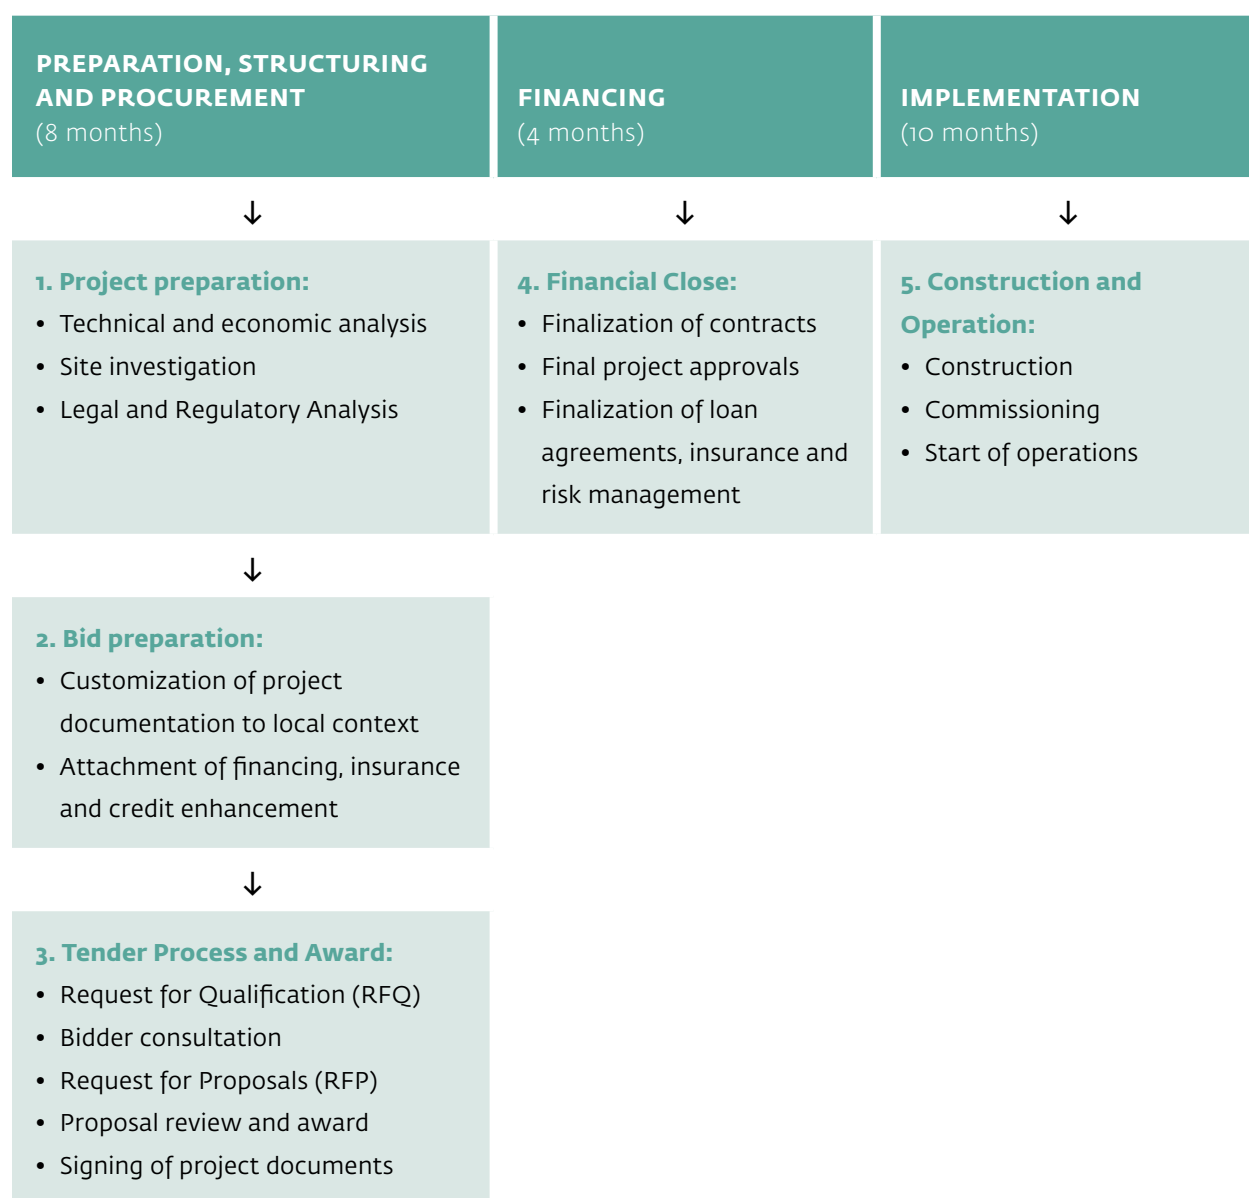 PREPARATION, STRUCTURING
AND PROCUREMENT
(8 months)
FINANCING
(4 months)
IMPLEMENTATION
(10 months)
↓
↓
↓
1. Project preparation:
• Technical and economic analysis
• Site investigation
• Legal and Regulatory Analysis
4. Financial Close:
• Finalization of contracts
• Final project approvals
• Finalization of loan
agreements, insurance and
risk management
5. Construction and
Operation:
• Construction
• Commissioning
• Start of operations
↓
2. Bid preparation:
• Customization of project
documentation to local context
• Attachment of financing, insurance
and credit enhancement
↓
3. Tender Process and Award:
• Request for Qualification (RFQ)
• Bidder consultation
• Request for Proposals (RFP)
• Proposal review and award
• Signing of project documents